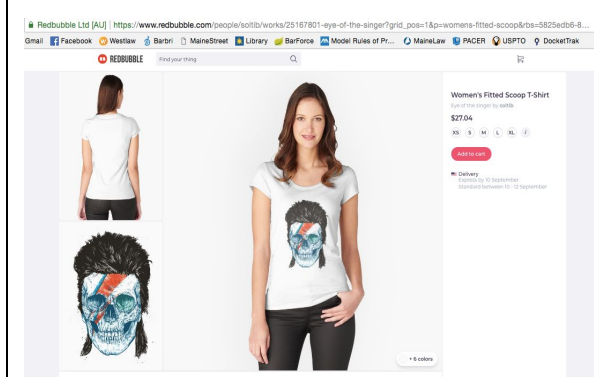 Redbubble Ltd [AU] | https://www.redbubble.com/people/soltib/works/25167801-eye-of-the-singer?grid_pos=1&p=womens-fitted-scoop&rbs=5825edb6-8...
Gmail Facebook Westlaw Barbri MaineStreet Library BarForce Model Rules of Pr... MaineLaw PACER USPTO DocketTrak
REDBUBBLE Find your thing
Women's Fitted Scoop T-Shirt
Eye of the singer by soltib
$27.04
XS S M L XL
Add to cart
Delivery
Express by 10 September
Standard between 10 - 12 September
+ 6 colors